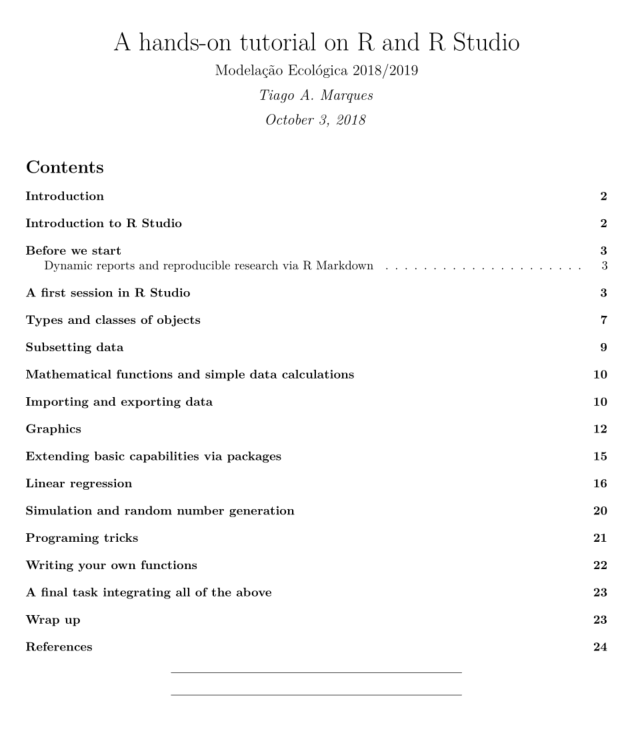 A hands-on tutorial on R and R Studio
Modelação Ecológica 2018/2019
Tiago A. Marques
October 3, 2018
Contents
Introduction 2
Introduction to R Studio 2
Before we start 3
Dynamic reports and reproducible research via R Markdown . . . . . . . . . . . . . . . . . . . . . 3
A first session in R Studio 3
Types and classes of objects 7
Subsetting data 9
Mathematical functions and simple data calculations 10
Importing and exporting data 10
Graphics 12
Extending basic capabilities via packages 15
Linear regression 16
Simulation and random number generation 20
Programing tricks 21
Writing your own functions 22
A final task integrating all of the above 23
Wrap up 23
References 24